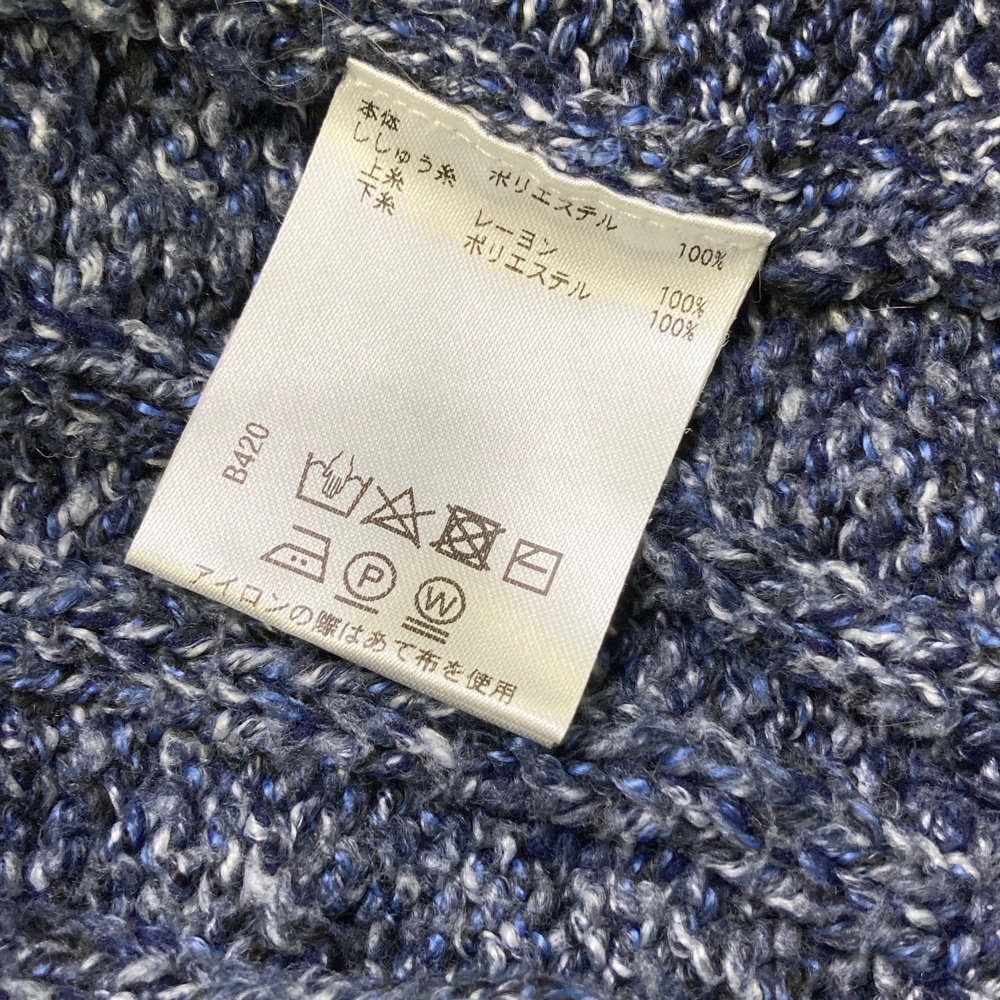 本体 ポリエステル 100%
ししゅう糸
上糸 レーヨン 100%
下糸 ポリエステル 100%
B420
P
W
アイロンの際はあて布を使用